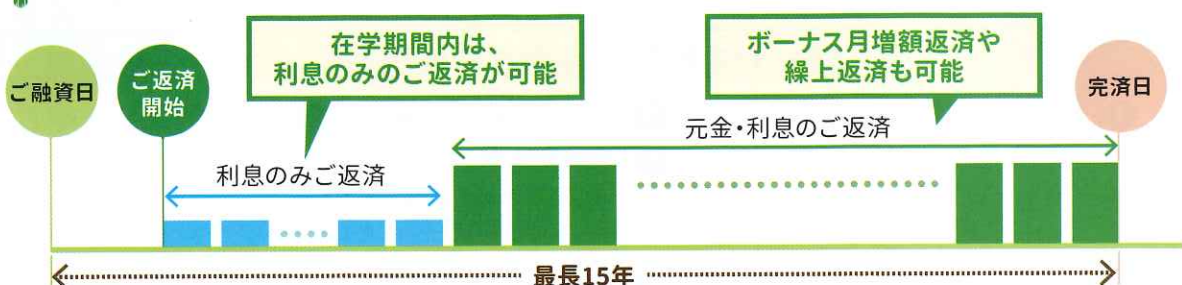 在学期間内は、
利息のみのご返済が可能
ボーナス月増額返済や
繰上返済も可能
ご融資日
ご返済
開始
完済日
元金・利息のご返済
利息のみご返済
最長15年